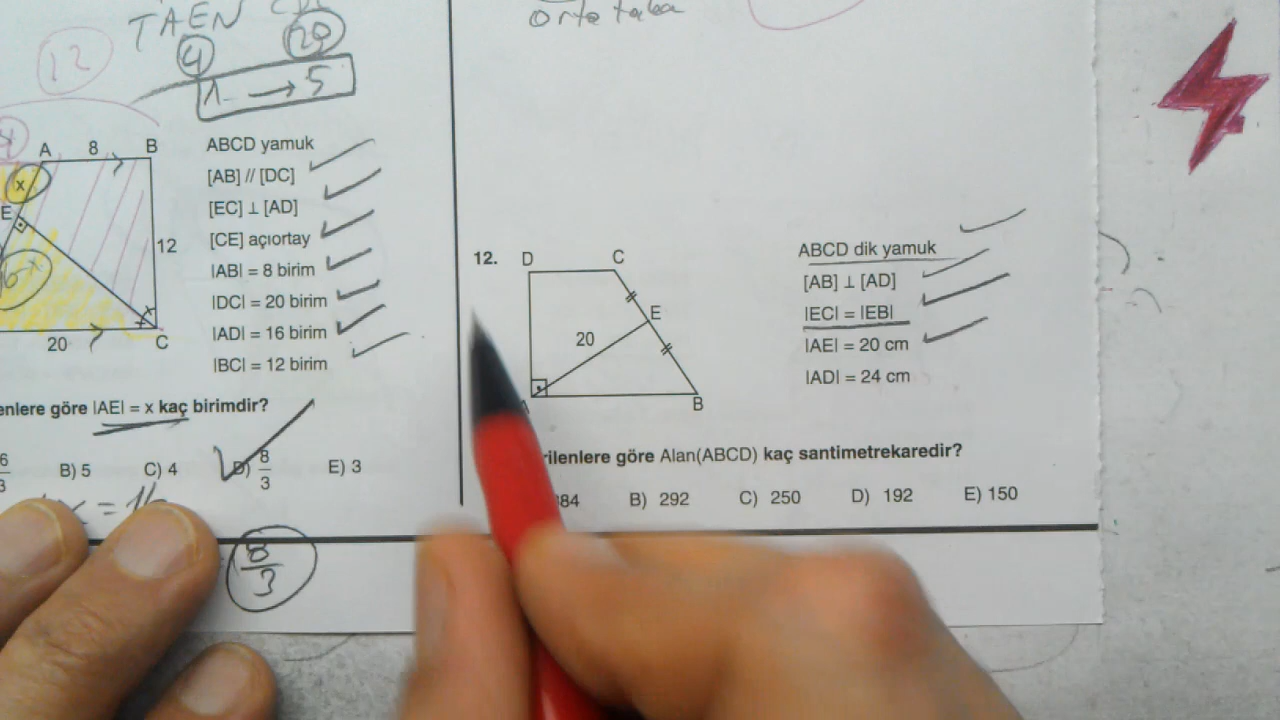 TAEN
4 20
12
1 → 5
orta taba
A 8 B
x
E
12
20 C
ABCD yamuk
[AB] // [DC]
[EC] ⊥ [AD]
[CE] açıortay
|AB| = 8 birim
|DC| = 20 birim
|AD| = 16 birim
|BC| = 12 birim
göre |AE| = x kaç birimdir?
B) 5 C) 4 D) 8/3 E) 3
8/3
12. D C
E
20
B
ABCD dik yamuk
[AB] ⊥ [AD]
|EC| = |EB|
|AE| = 20 cm
|AD| = 24 cm
göre Alan(ABCD) kaç santimetrekaredir?
B) 292 C) 250 D) 192 E) 150